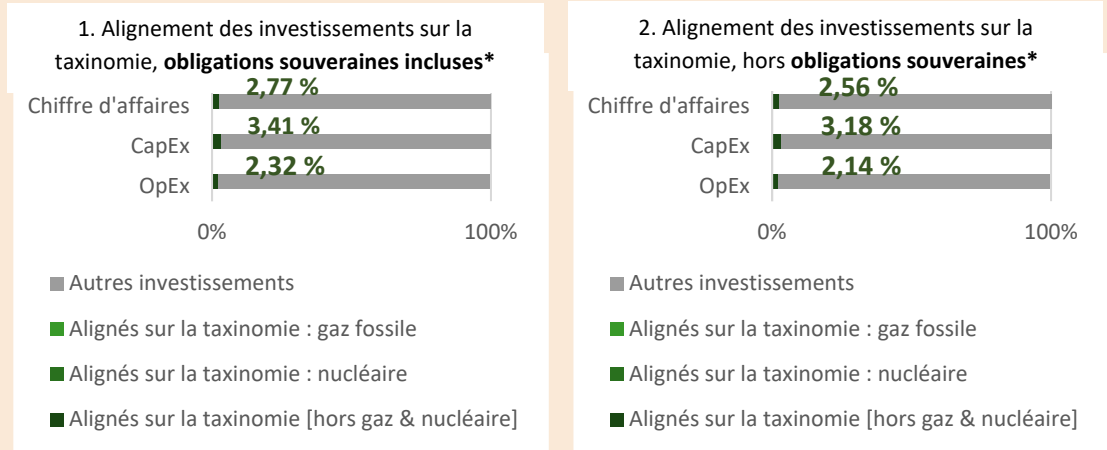 1. Alignement des investissements sur la
taxinomie, obligations souveraines incluses*
2,77 %
Chiffre d'affaires
3,41 %
CapEx
2,32 %
OpEx
0% 100%
Autres investissements
Alignés sur la taxinomie : gaz fossile
Alignés sur la taxinomie : nucléaire
Alignés sur la taxinomie [hors gaz & nucléaire]
2. Alignement des investissements sur la
taxinomie, hors obligations souveraines*
2,56 %
Chiffre d'affaires
3,18 %
CapEx
2,14 %
OpEx
0% 100%
Autres investissements
Alignés sur la taxinomie : gaz fossile
Alignés sur la taxinomie : nucléaire
Alignés sur la taxinomie [hors gaz & nucléaire]